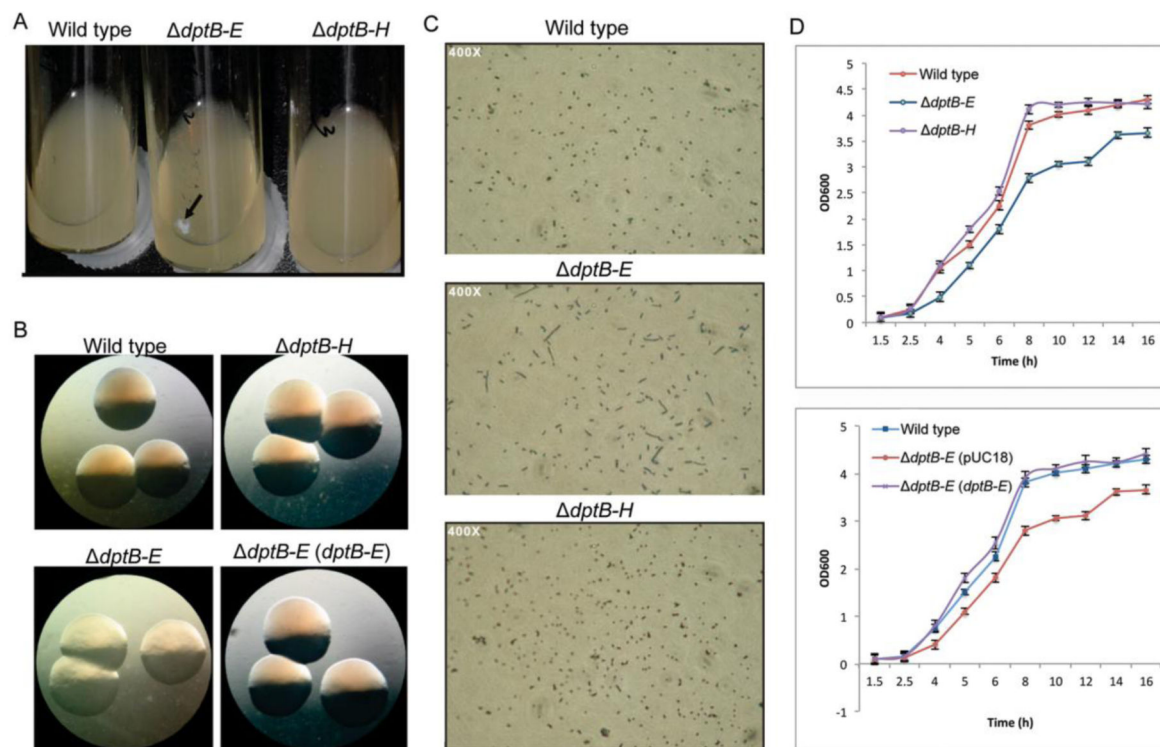 A
Wild type
ΔdptB-E
ΔdptB-H
B
Wild type
ΔdptB-H
ΔdptB-E
ΔdptB-E (dptB-E)
C
Wild type
400X
ΔdptB-E
400X
ΔdptB-H
400X
D
Wild type
ΔdptB-E
ΔdptB-H
OD600
5
4.5
4
3.5
3
2.5
2
1.5
1
0.5
0
1.5 2.5 4 5 6 8 10 12 14 16
Time (h)
Wild type
ΔdptB-E (pUC18)
ΔdptB-E (dptB-E)
OD600
5
4
3
2
1
0
-1
1.5 2.5 4 5 6 8 10 12 14 16
Time (h)